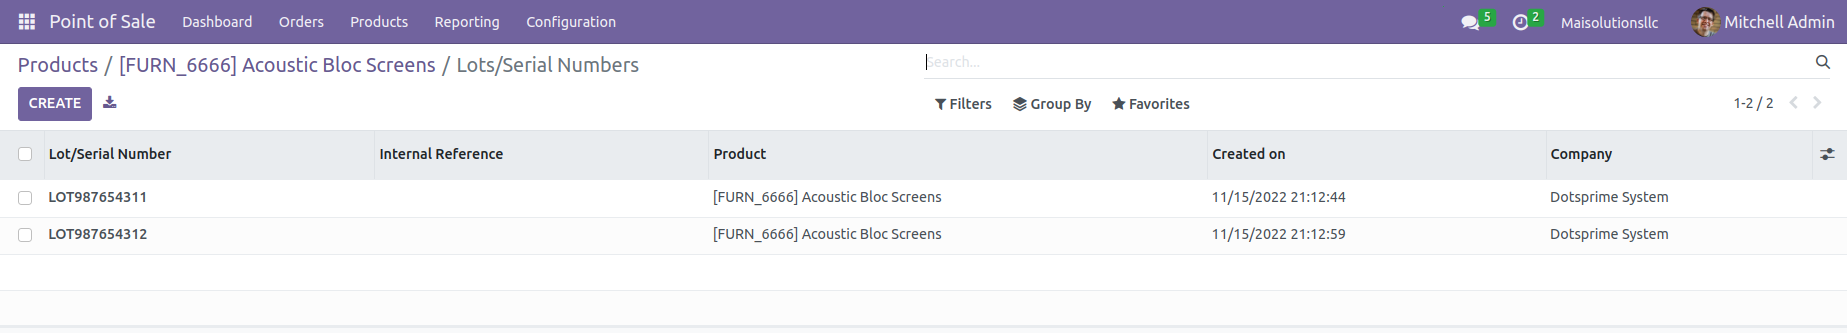 Point of Sale Dashboard Orders Products Reporting Configuration 5 2 Maisolutionsllc Mitchell Admin
Products / [FURN_6666] Acoustic Bloc Screens / Lots/Serial Numbers Search...
CREATE Filters Group By Favorites 1-2 / 2
Lot/Serial Number Internal Reference Product Created on Company
LOT987654311 [FURN_6666] Acoustic Bloc Screens 11/15/2022 21:12:44 Dotsprime System
LOT987654312 [FURN_6666] Acoustic Bloc Screens 11/15/2022 21:12:59 Dotsprime System